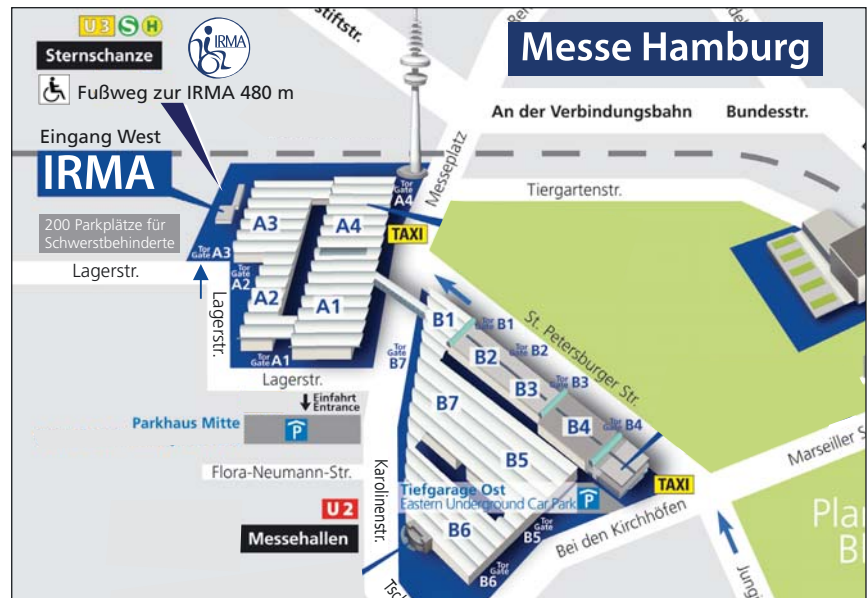 U3 S H
Sternschanze
IRMA
Fußweg zur IRMA 480 m
Eingang West
IRMA
200 Parkplätze für
Schwerstbehinderte
Messe Hamburg
stiftstr.
An der Verbindungsbahn
Bundesstr.
Messeplatz
Tiergartenstr.
Tor
Gate
A4
TAXI
A3
A4
Tor
Gate A3
Lagerstr.
Tor
Gate
A2
A2
A1
Lagerstr.
Tor
Gate A1
Lagerstr.
Tor
Gate
B7
B1
Tor
Gate B1
St. Petersburger Str.
B2
Tor
Gate B2
B3
Tor
Gate B3
B7
B4
Tor
Gate B4
Einfahrt
Entrance
Parkhaus Mitte
P
B5
Marseiller S
Flora-Neumann-Str.
Karolinenstr.
Tiefgarage Ost
Eastern Underground Car Park
P
TAXI
U2
Messehallen
B6
Tor
Gate
B5
Bei den Kirchhöfen
Tor
Gate
B6
Pla
Jungi
Tsc